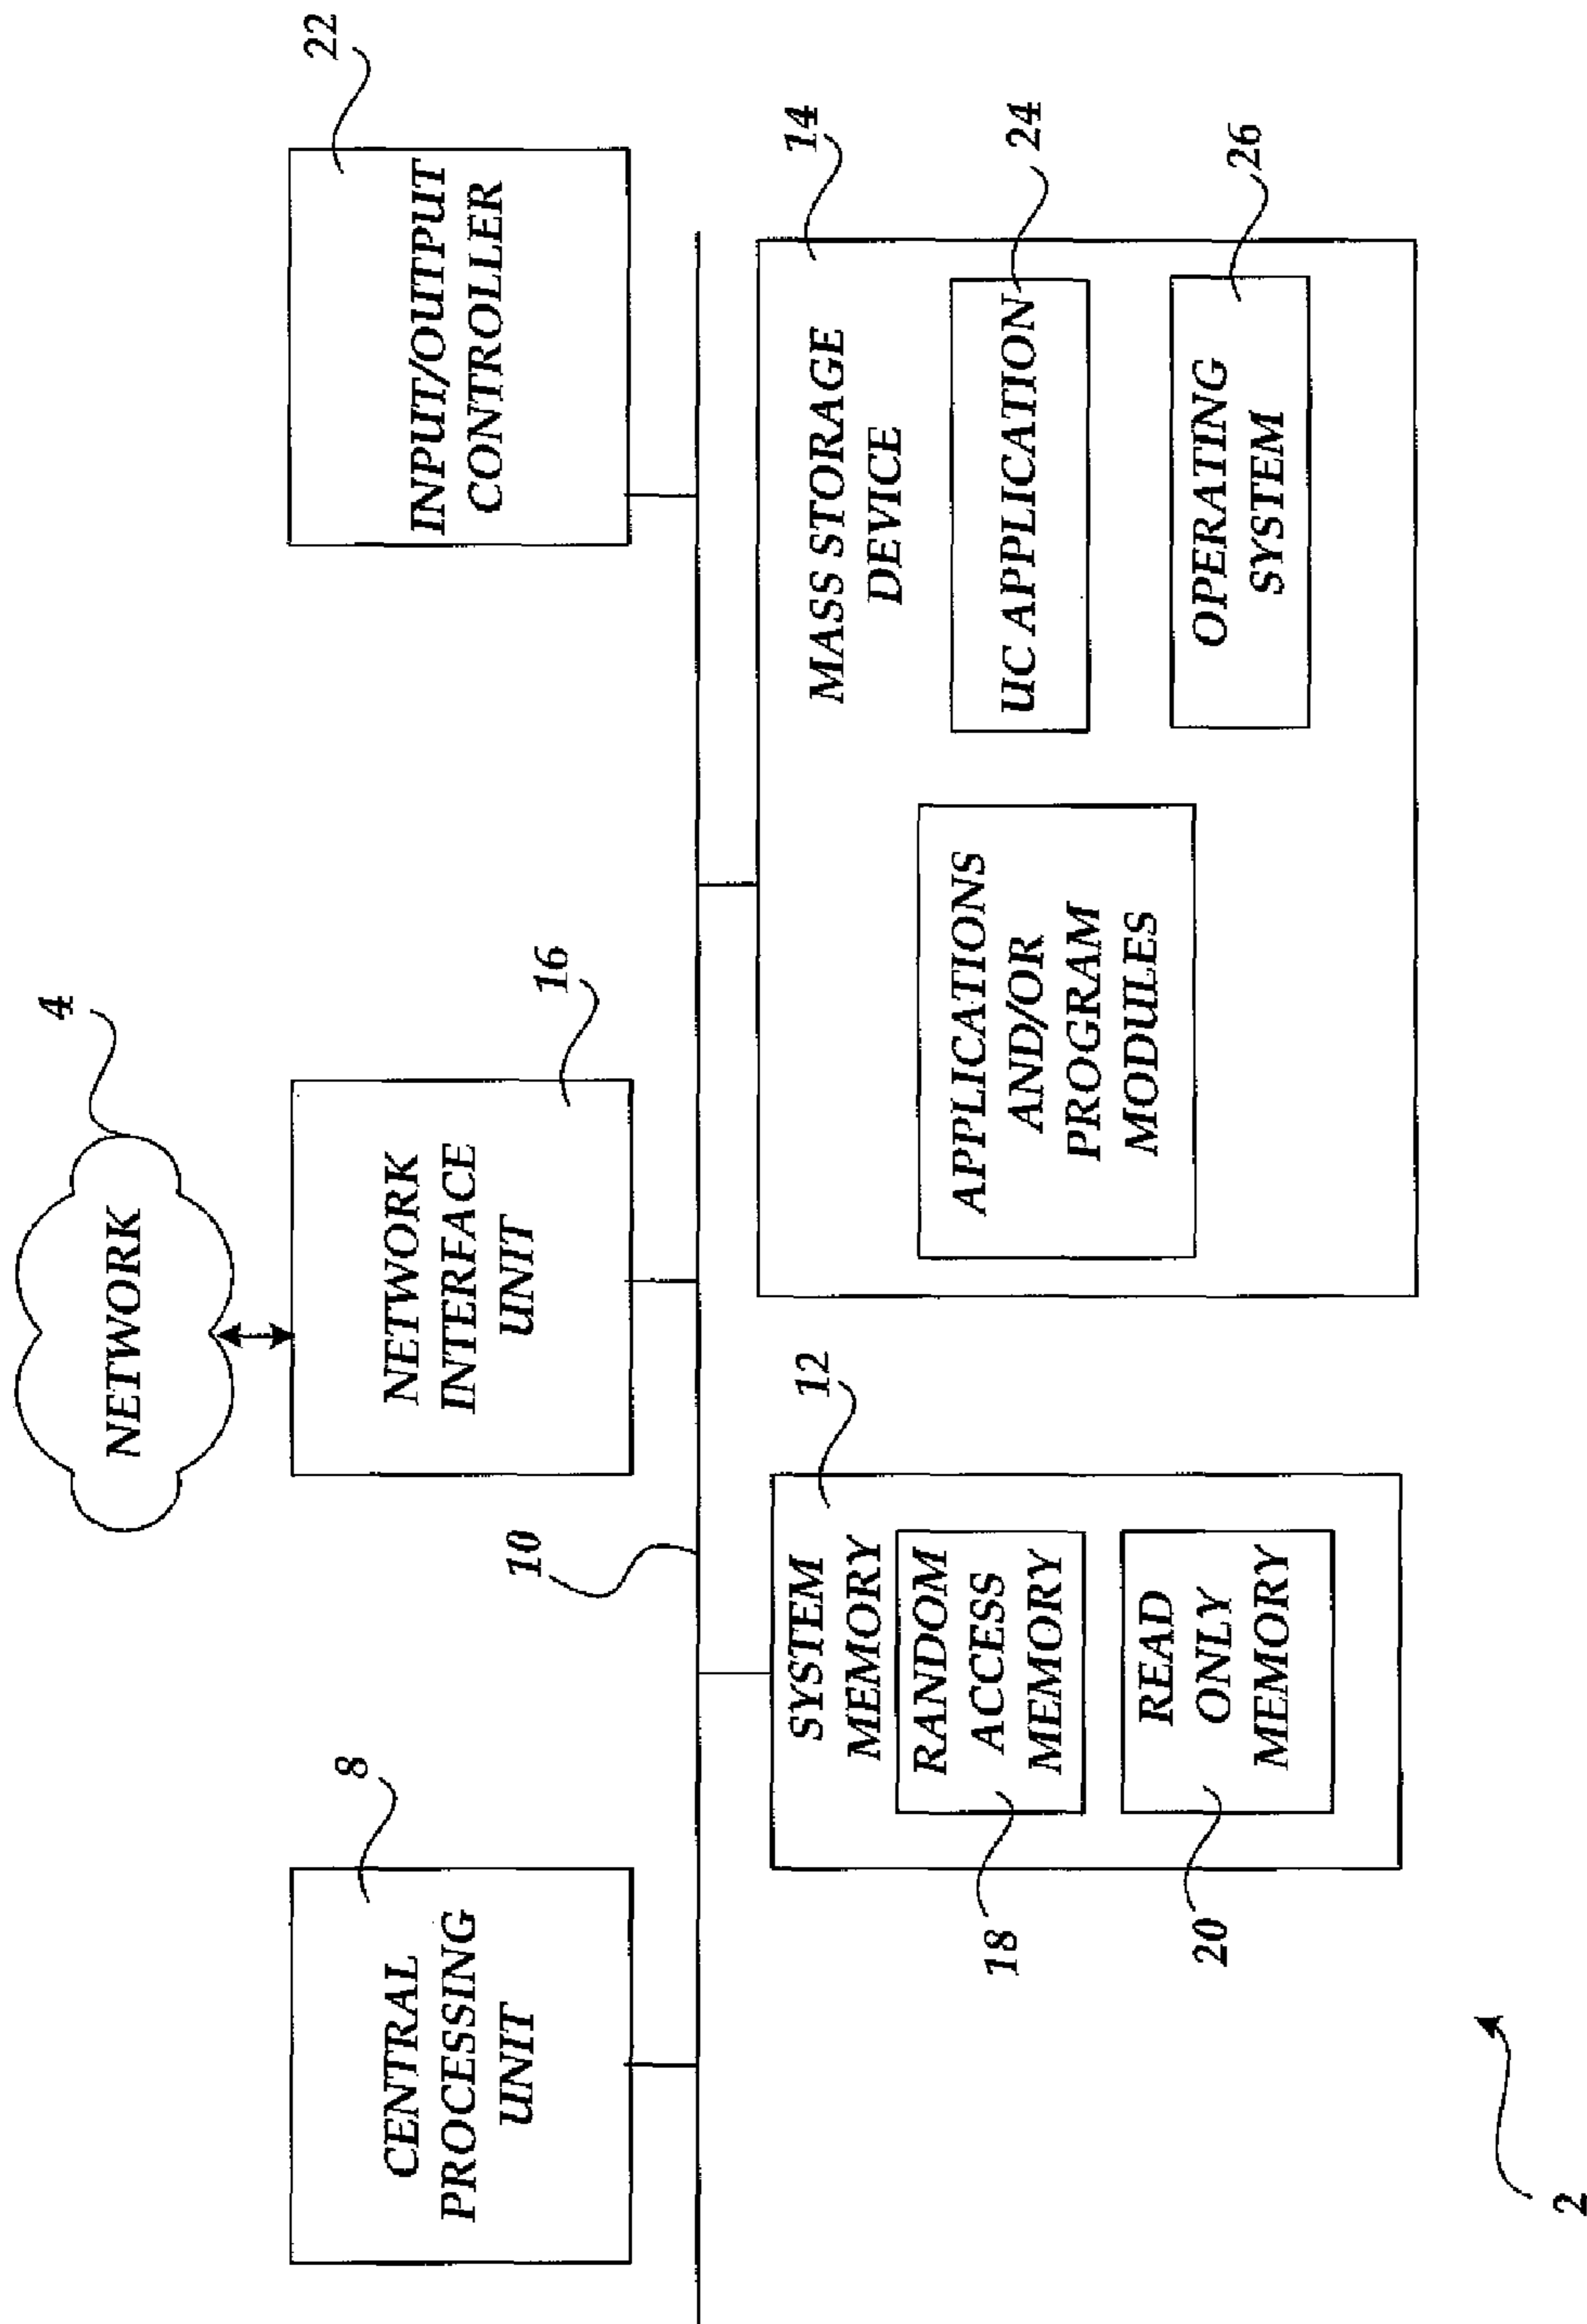 NETWORK
4
CENTRAL
PROCESSING
UNIT
8
NETWORK
INTERFACE
UNIT
16
INPUT/OUTPUT
CONTROLLER
22
10
SYSTEM
MEMORY
12
RANDOM
ACCESS
MEMORY
18
READ
ONLY
MEMORY
20
MASS STORAGE
DEVICE
14
APPLICATIONS
AND/OR
PROGRAM
MODULES
UC APPLICATION
24
OPERATING
SYSTEM
26
2